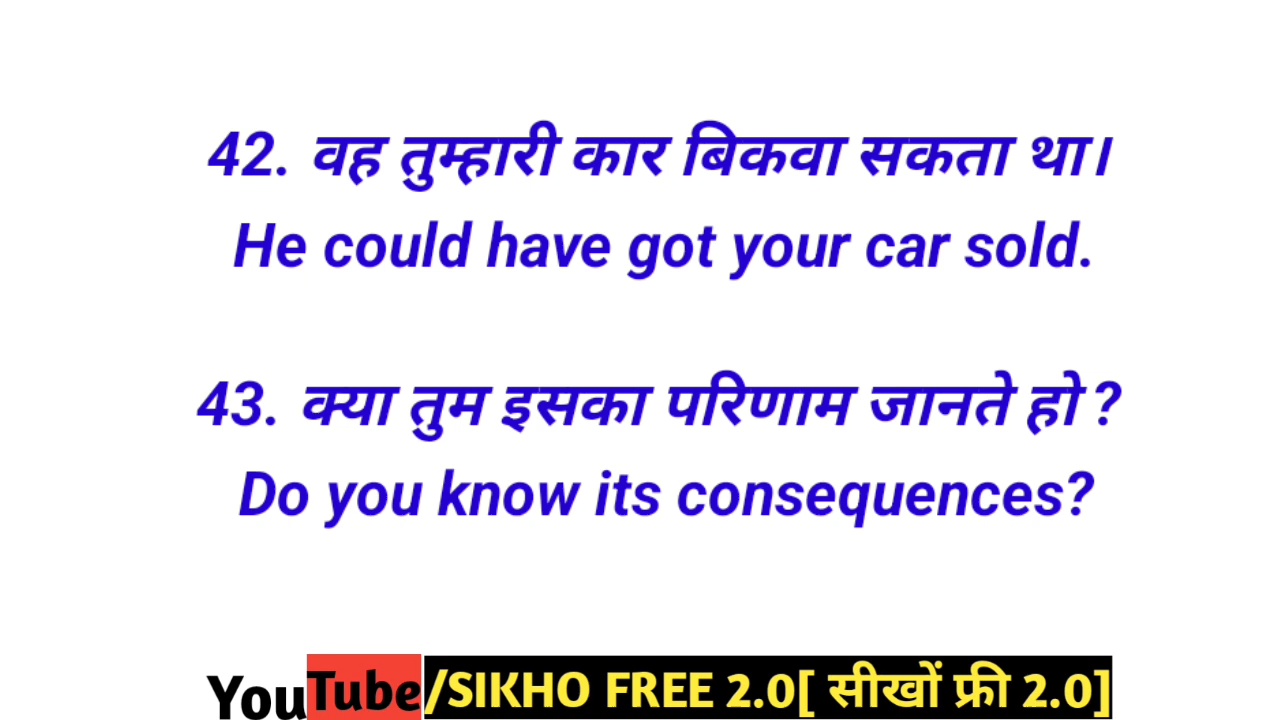 42. वह तुम्हारी कार बिकवा सकता था।
He could have got your car sold.
43. क्या तुम इसका परिणाम जानते हो?
Do you know its consequences?
YouTube/SIKHO FREE 2.0[ सीखों फ्री 2.0]